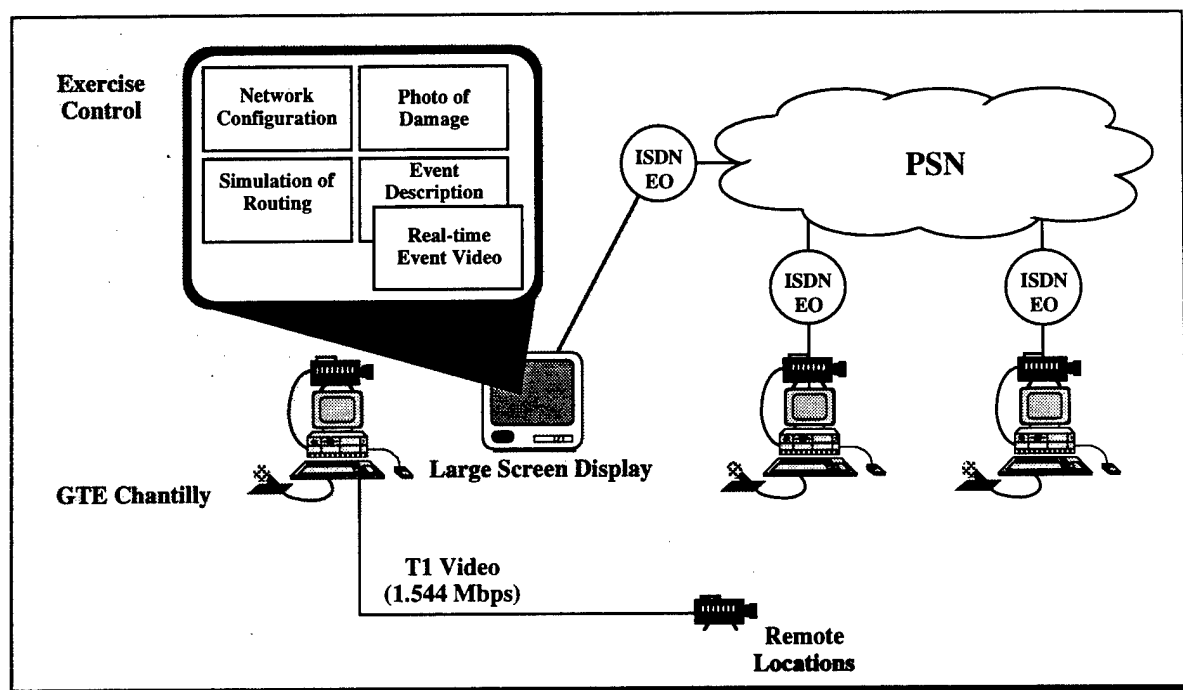 Exercise
Control
Network
Configuration
Photo of
Damage
Simulation of
Routing
Event
Description
Real-time
Event Video
ISDN
EO
PSN
ISDN
EO
ISDN
EO
Large Screen Display
GTE Chantilly
T1 Video
(1.544 Mbps)
Remote
Locations